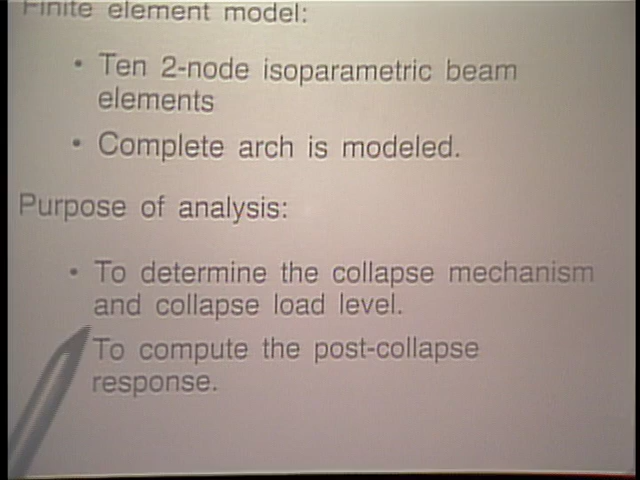 Finite element model:
• Ten 2-node isoparametric beam
elements
• Complete arch is modeled.
Purpose of analysis:
• To determine the collapse mechanism
and collapse load level.
To compute the post-collapse
response.